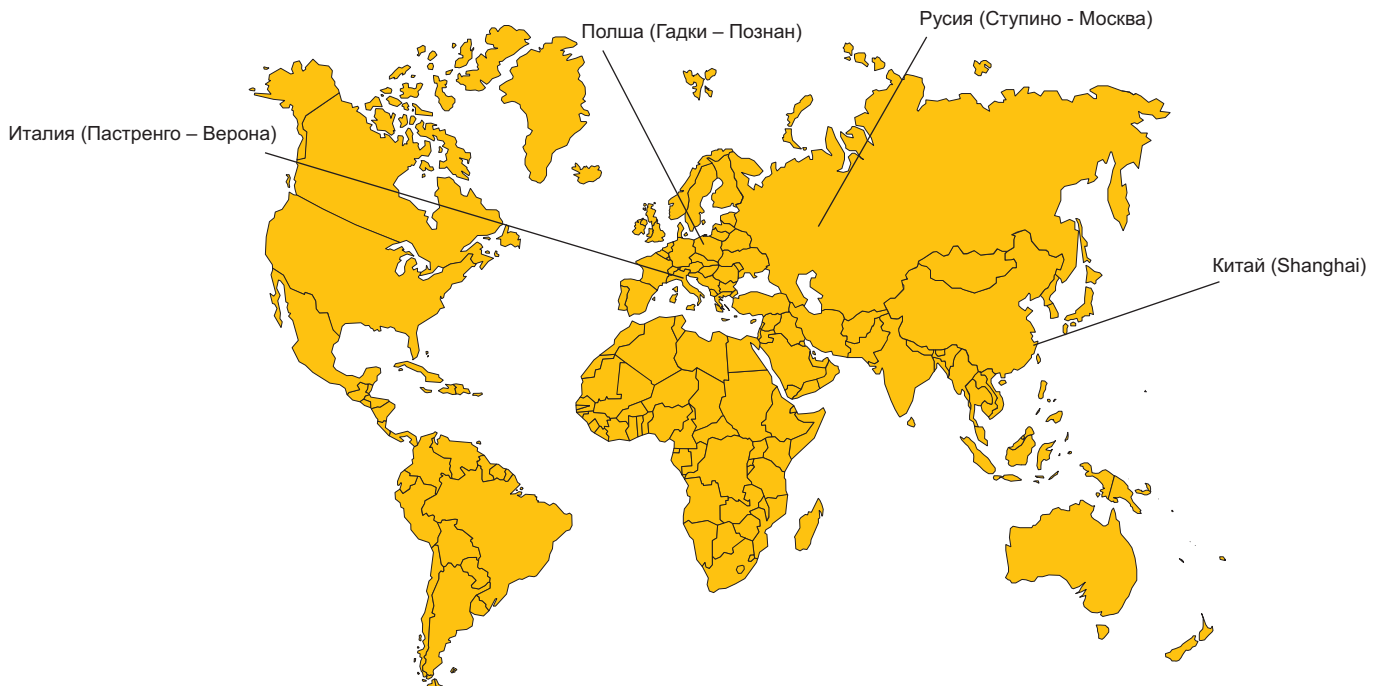 Русия (Ступино - Москва)
Полша (Гадки – Познан)
Италия (Пастренго – Верона)
Китай (Shanghai)